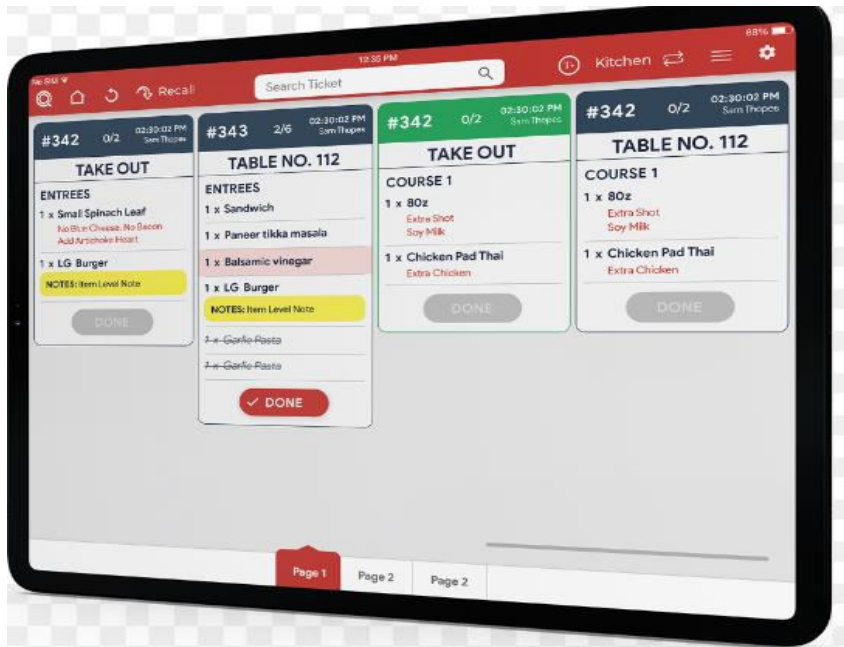 No SIM
12:35 PM
68%
Recall
Search Ticket
Kitchen
#342 0/2 02:30:02 PM
Sam Thopes
TAKE OUT
ENTREES
1 x Small Spinach Leaf
No Blue Cheese, No Bacon
Add Artichoke Heart
1 x LG Burger
NOTES: Item Level Note
DONE
#343 2/6 02:30:02 PM
Sam Thopes
TABLE NO. 112
ENTREES
1 x Sandwich
1 x Paneer tikka masala
1 x Balsamic vinegar
1 x LG Burger
NOTES: Item Level Note
1 x Garlic Pasta
1 x Garlic Pasta
DONE
#342 0/2 02:30:02 PM
Sam Thopes
TAKE OUT
COURSE 1
1 x 80z
Extra Shot
Soy Milk
1 x Chicken Pad Thai
Extra Chicken
DONE
#342 0/2 02:30:02 PM
Sam Thopes
TABLE NO. 112
COURSE 1
1 x 80z
Extra Shot
Soy Milk
1 x Chicken Pad Thai
Extra Chicken
DONE
Page 1
Page 2
Page 2